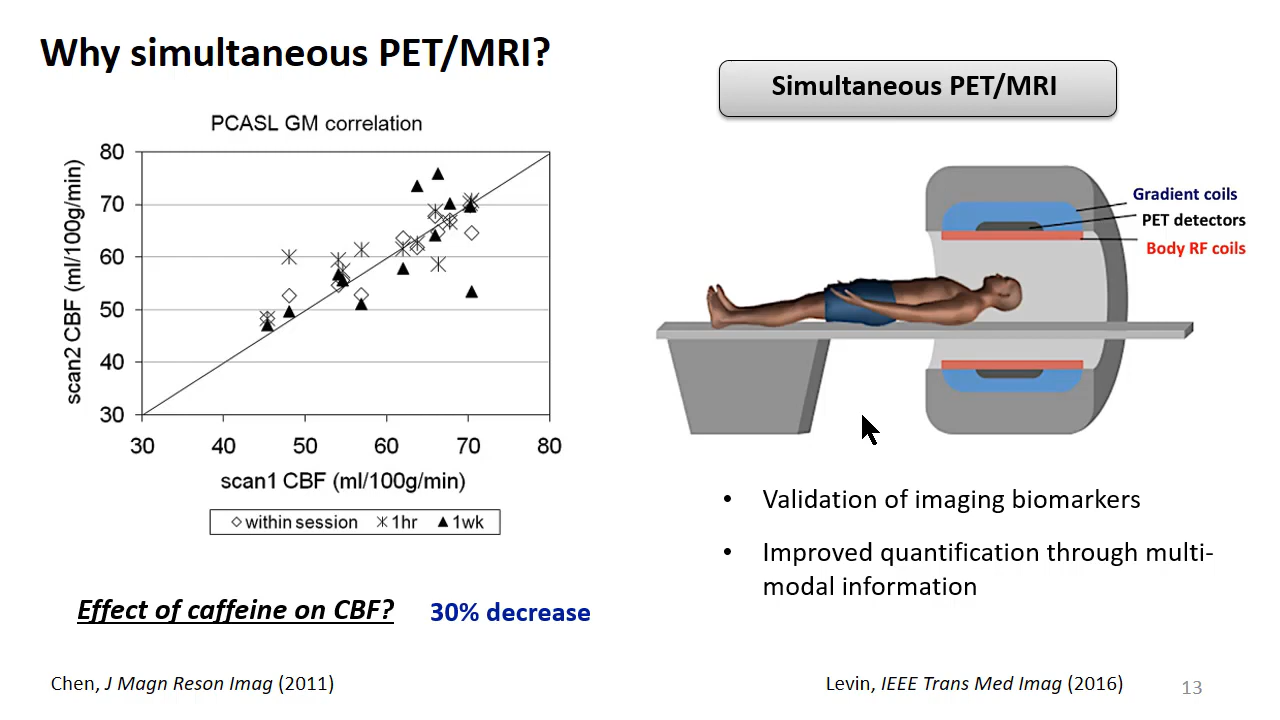 Why simultaneous PET/MRI?
PCASL GM correlation
80
70
60
50
40
30
scan2 CBF (ml/100g/min)
30 40 50 60 70 80
scan1 CBF (ml/100g/min)
within session 1hr 1wk
Effect of caffeine on CBF? 30% decrease
Chen, J Magn Reson Imag (2011)
Simultaneous PET/MRI
Gradient coils
PET detectors
Body RF coils
• Validation of imaging biomarkers
• Improved quantification through multi-
modal information
Levin, IEEE Trans Med Imag (2016)
13